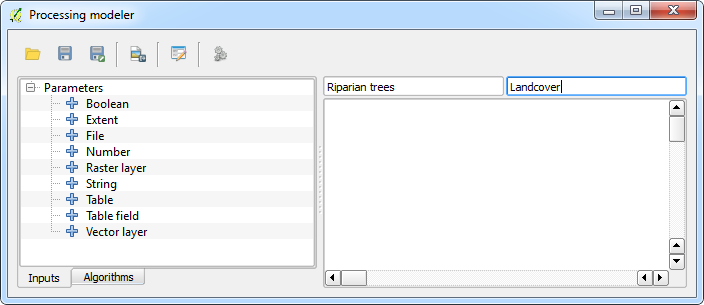 Processing modeler
Parameters
Boolean
Extent
File
Number
Raster layer
String
Table
Table field
Vector layer
Inputs
Algorithms
Riparian trees
Landcover